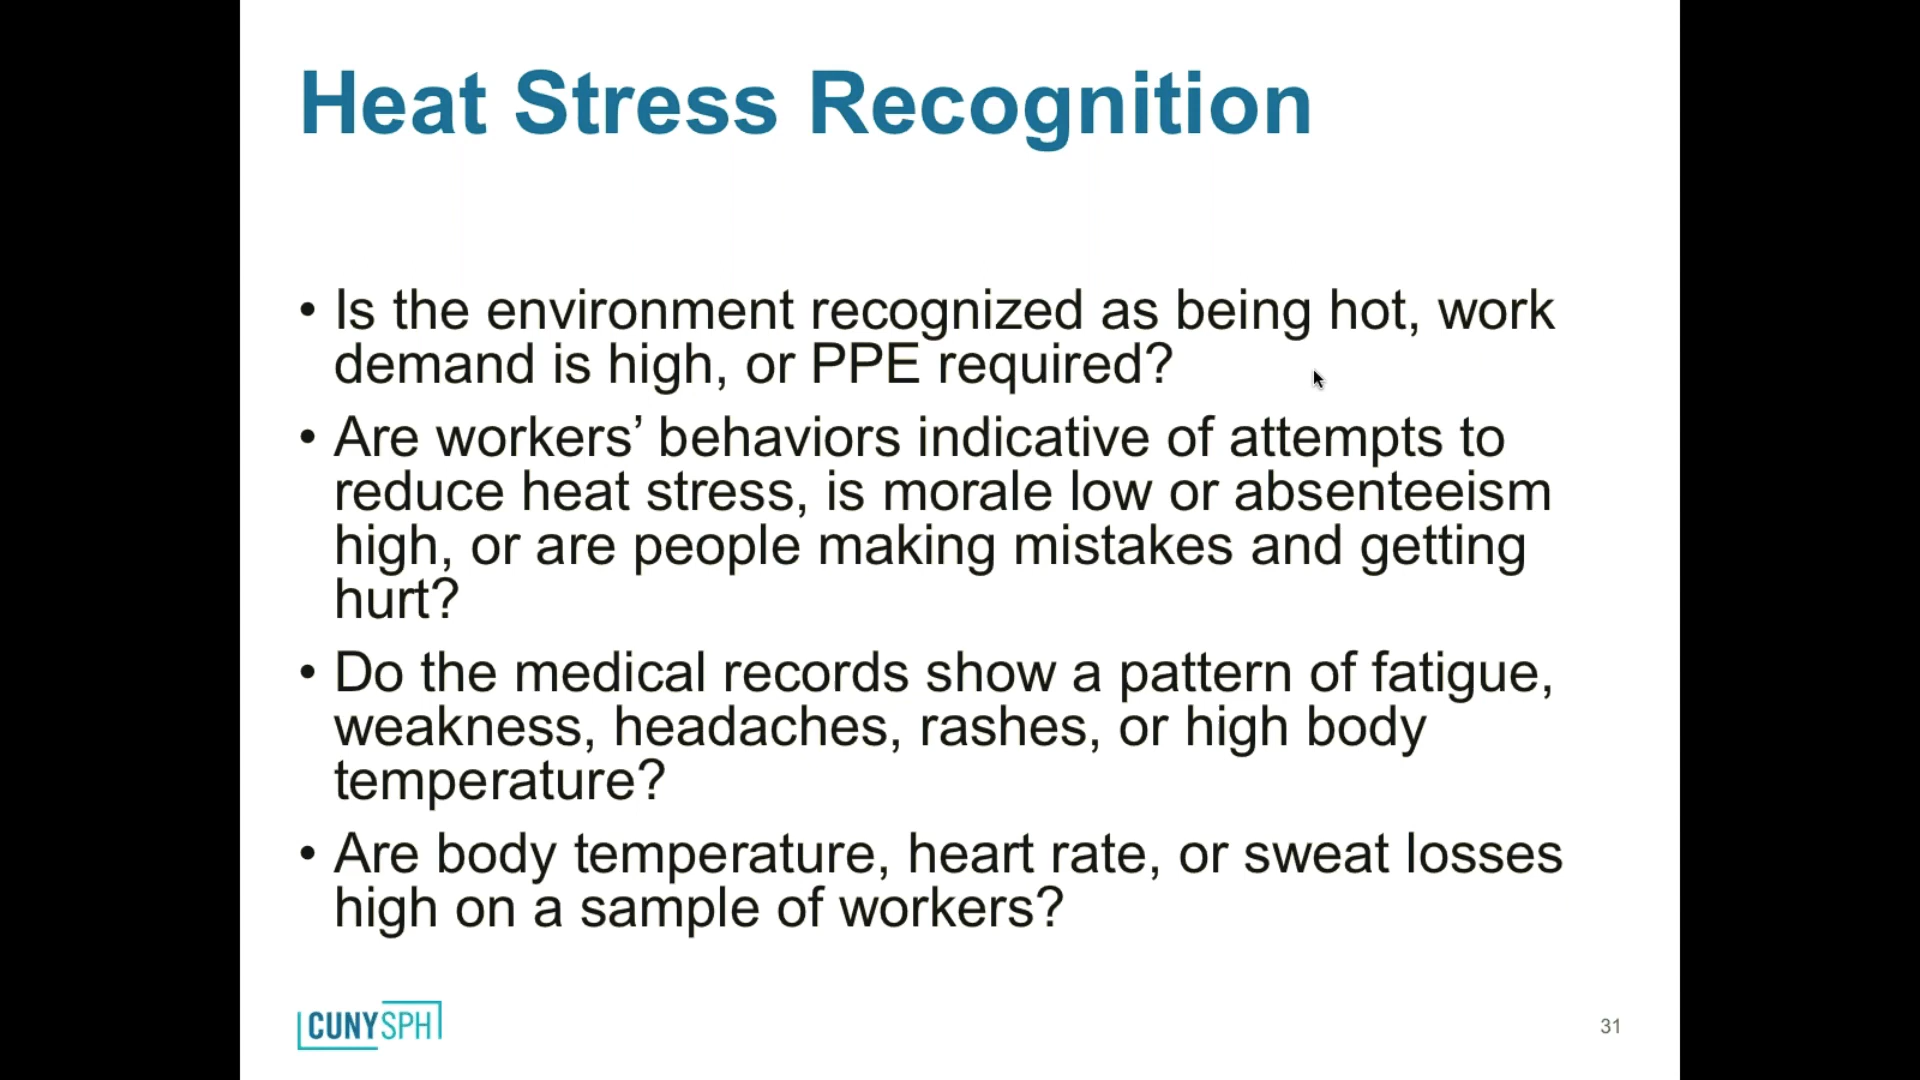 Heat Stress Recognition
• Is the environment recognized as being hot, work
demand is high, or PPE required?
• Are workers’ behaviors indicative of attempts to
reduce heat stress, is morale low or absenteeism
high, or are people making mistakes and getting
hurt?
• Do the medical records show a pattern of fatigue,
weakness, headaches, rashes, or high body
temperature?
• Are body temperature, heart rate, or sweat losses
high on a sample of workers?
CUNYSPH
31